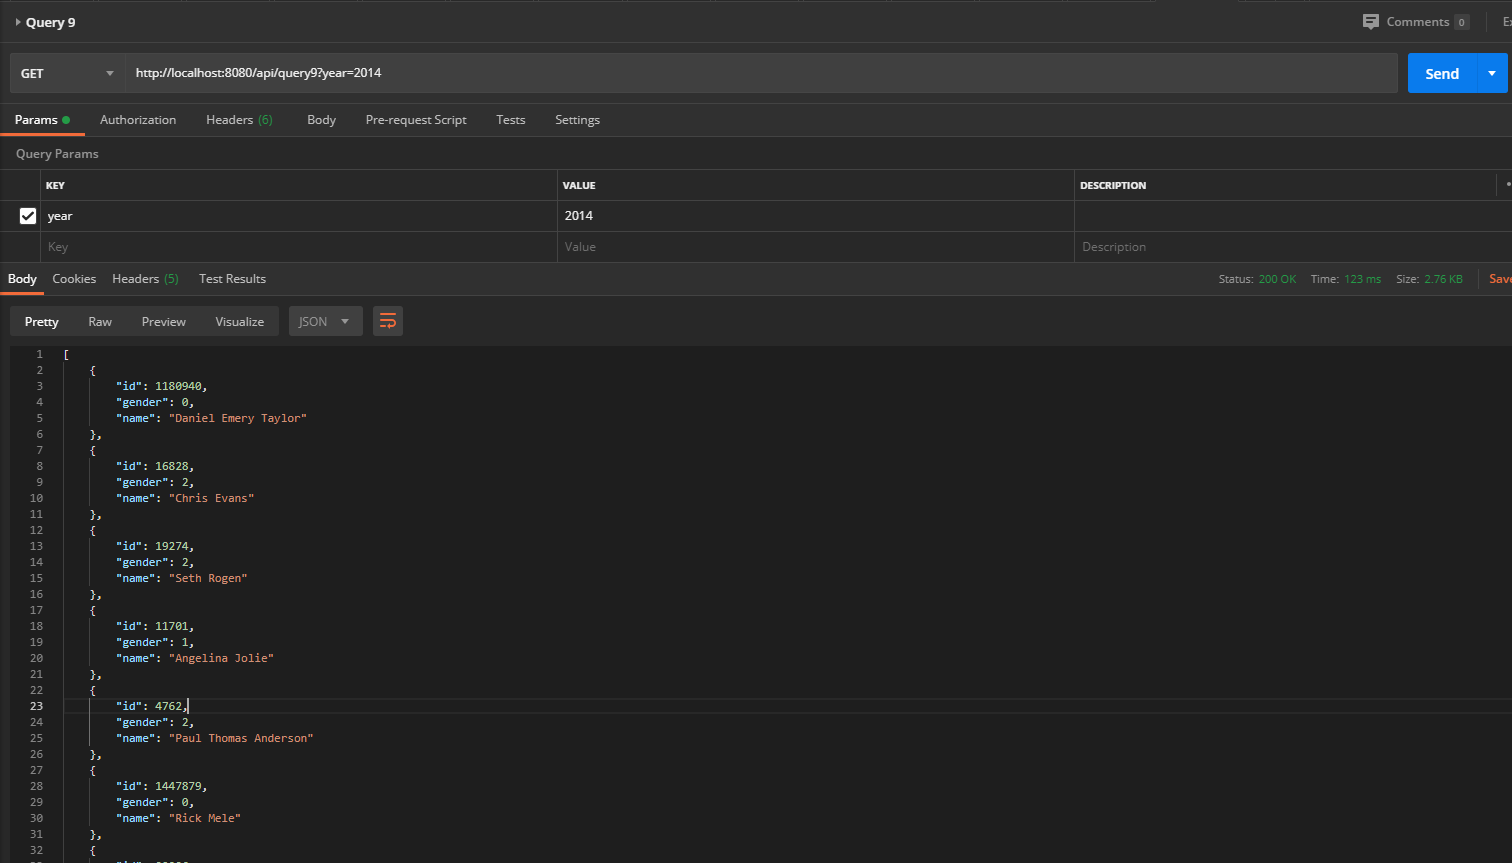 Query 9
Comments 0
GET http://localhost:8080/api/query9?year=2014 Send
Params Authorization Headers (6) Body Pre-request Script Tests Settings
Query Params
KEY VALUE DESCRIPTION
year 2014
Key Value Description
Body Cookies Headers (5) Test Results Status: 200 OK Time: 123 ms Size: 2.76 KB Save
Pretty Raw Preview Visualize JSON
1 [
2 {
3 "id": 1180940,
4 "gender": 0,
5 "name": "Daniel Emery Taylor"
6 },
7 {
8 "id": 16828,
9 "gender": 2,
10 "name": "Chris Evans"
11 },
12 {
13 "id": 19274,
14 "gender": 2,
15 "name": "Seth Rogen"
16 },
17 {
18 "id": 11701,
19 "gender": 1,
20 "name": "Angelina Jolie"
21 },
22 {
23 "id": 4762,
24 "gender": 2,
25 "name": "Paul Thomas Anderson"
26 },
27 {
28 "id": 1447879,
29 "gender": 0,
30 "name": "Rick Mele"
31 },
32 {